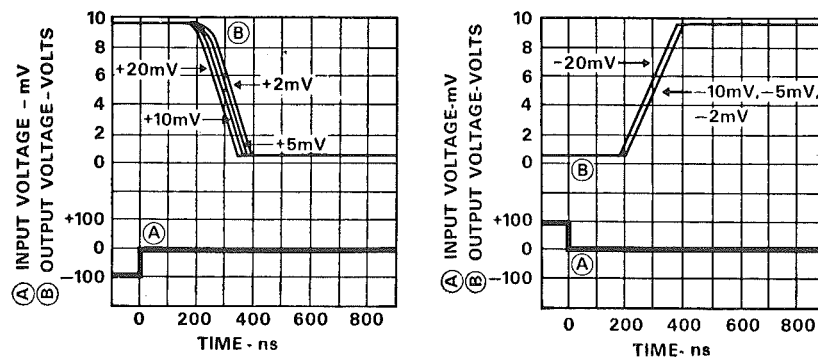 Ⓐ INPUT VOLTAGE - mV
Ⓑ OUTPUT VOLTAGE - VOLTS
10
8
6
4
2
0
+100
0
-100
Ⓑ
+20mV
+2mV
+10mV
+5mV
Ⓐ
0 200 400 600 800
TIME - ns
Ⓐ INPUT VOLTAGE-mV
Ⓑ OUTPUT VOLTAGE-VOLTS
10
8
6
4
2
0
+100
0
-100
-20mV
-10mV, -5mV,
-2mV
Ⓑ
Ⓐ
0 200 400 600 800
TIME - ns